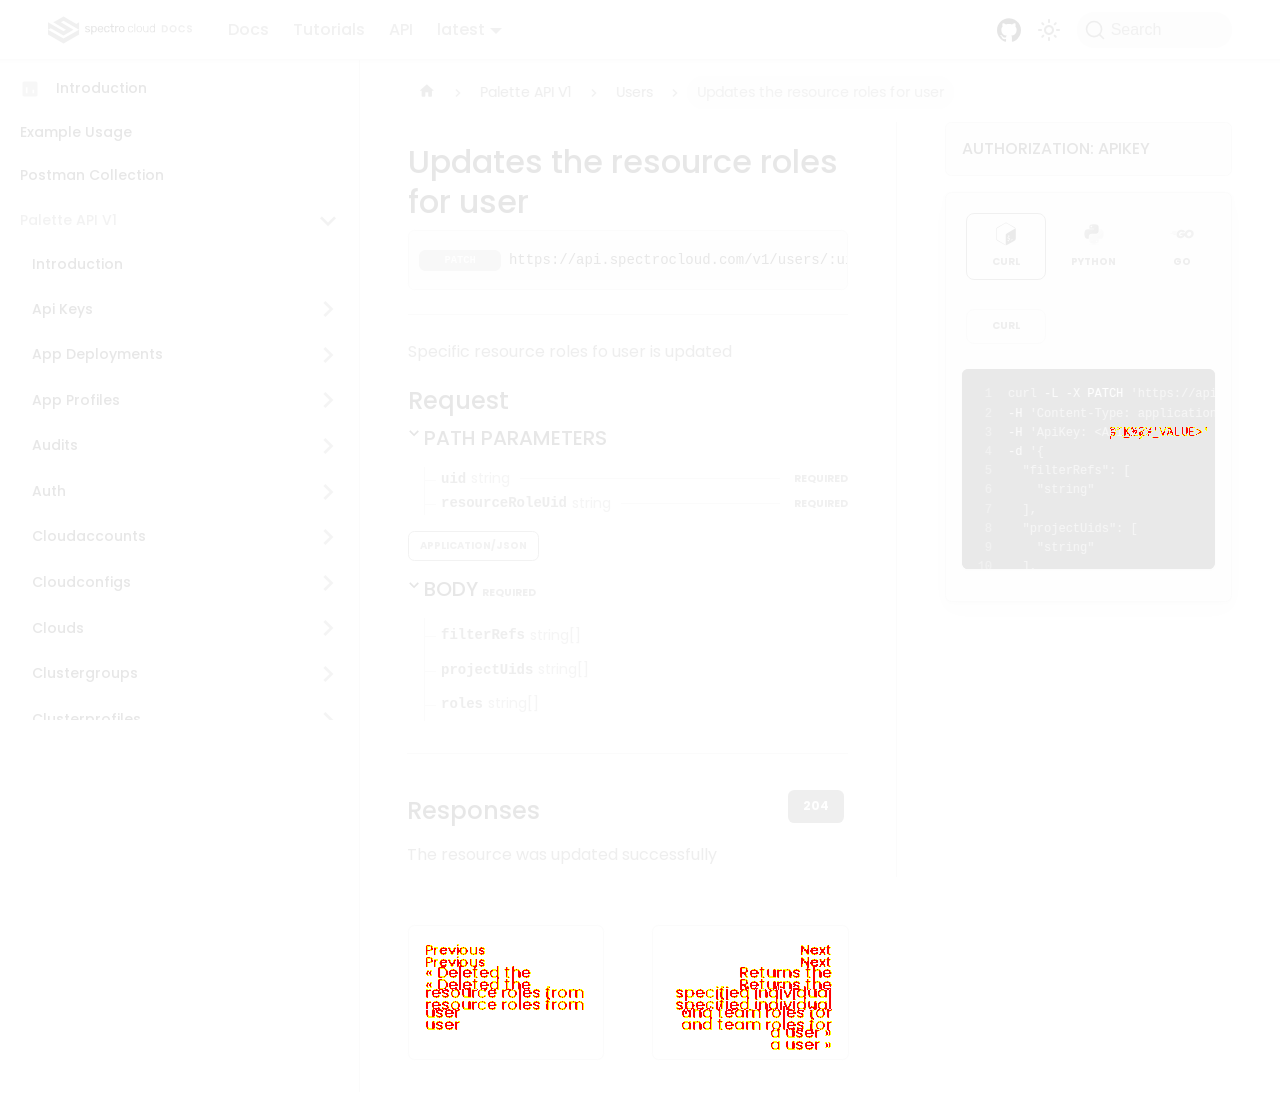 spectro cloud DOCS
Docs
Tutorials
API
latest
Search
Introduction
Example Usage
Postman Collection
Palette API V1
Introduction
Api Keys
App Deployments
App Profiles
Audits
Auth
Cloudaccounts
Cloudconfigs
Clouds
Clustergroups
Clusterprofiles
Palette API V1
Users
Updates the resource roles for user
Updates the resource roles
for user
PATCH https://api.spectrocloud.com/v1/users/:ui
Specific resource roles fo user is updated
Request
PATH PARAMETERS
uid string REQUIRED
resourceRoleUid string REQUIRED
APPLICATION/JSON
BODY REQUIRED
filterRefs string[]
projectUids string[]
roles string[]
Responses
204
The resource was updated successfully
Previous
« Deleted the
resource roles from
user
Next
Returns the
specified individual
and team roles for
a user »
AUTHORIZATION: APIKEY
CURL
PYTHON
GO
CURL
1 curl -L -X PATCH 'https://api
2 -H 'Content-Type: application
3 -H 'ApiKey:
4 -d '{
5 "filterRefs": [
6 "string"
7 ],
8 "projectUids": [
9 "string"
10 ]